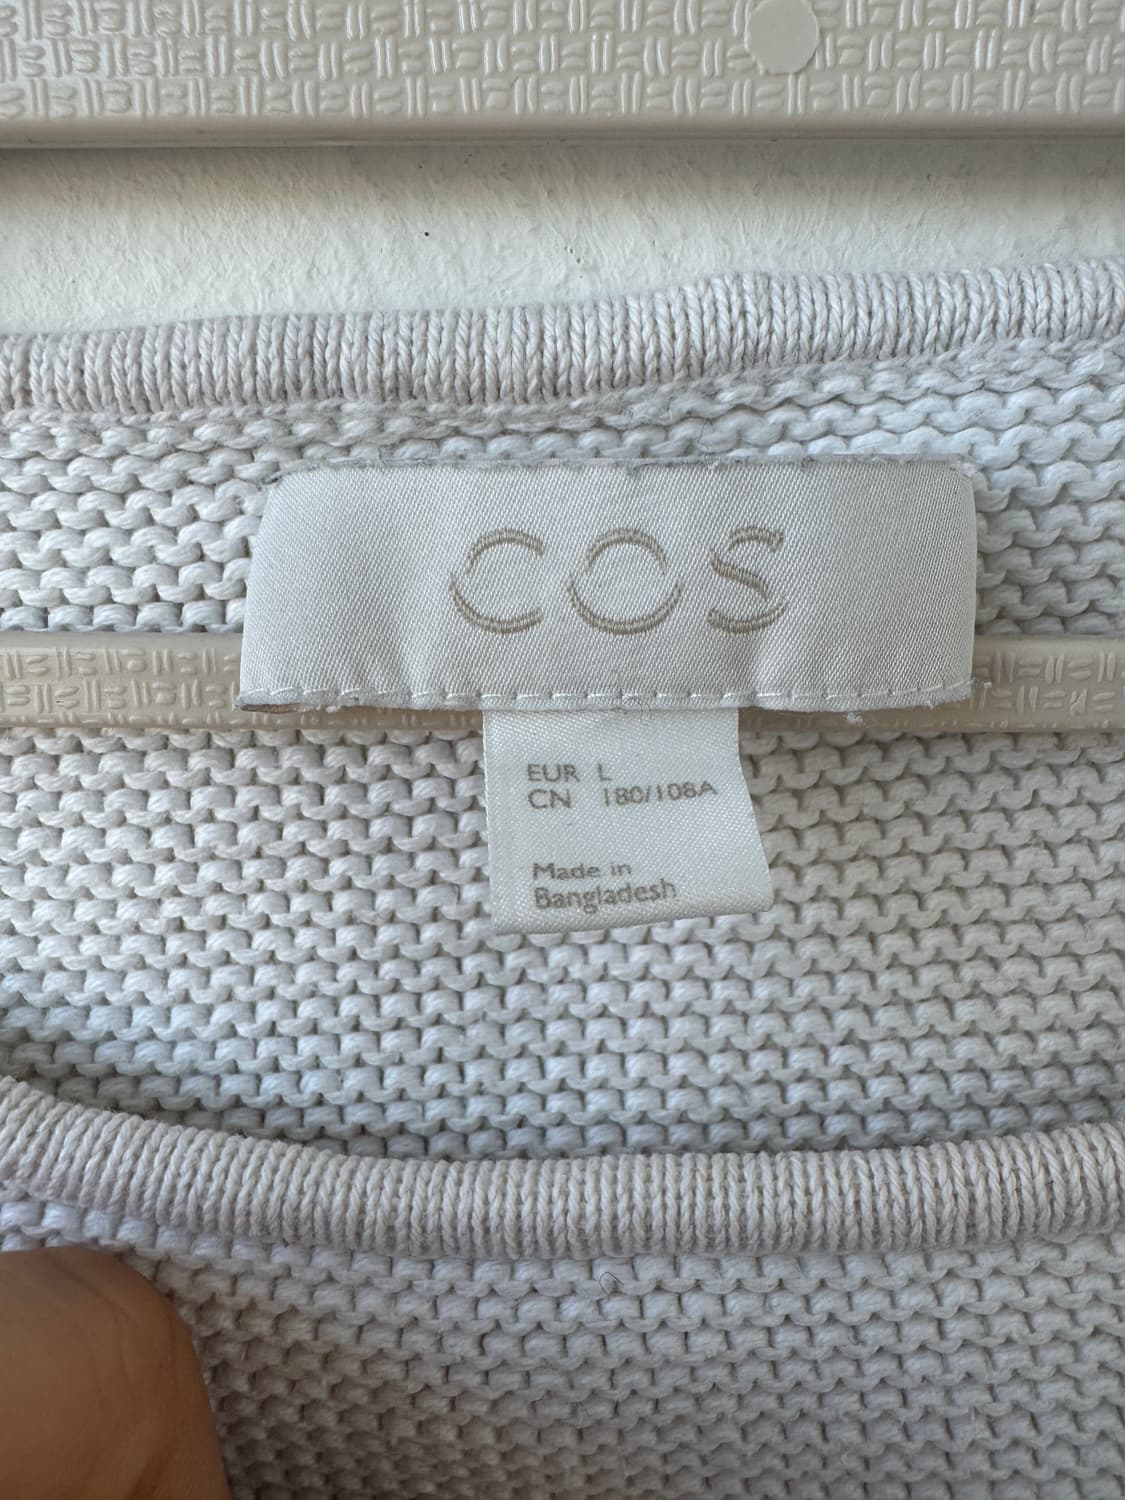 COS
EUR L
CN 180/108A
Made in
Bangladesh